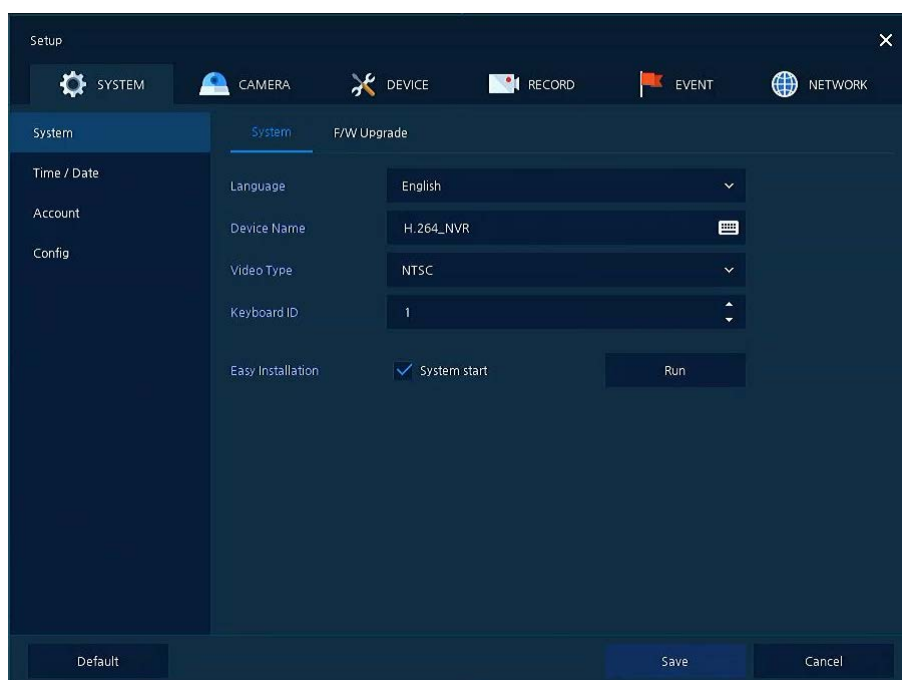 Setup
SYSTEM CAMERA DEVICE RECORD EVENT NETWORK
System
Time / Date
Account
Config
System F/W Upgrade
Language English
Device Name H.264_NVR
Video Type NTSC
Keyboard ID 1
Easy Installation System start Run
Default Save Cancel